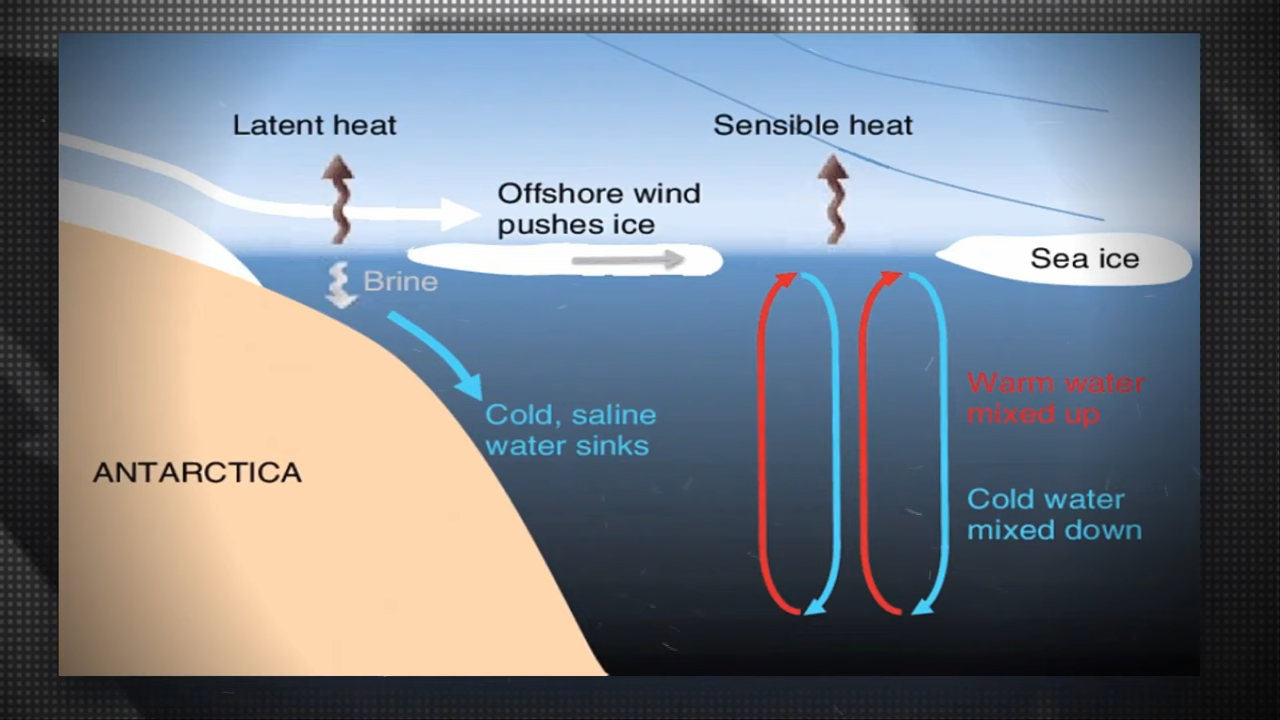 Latent heat
Sensible heat
Offshore wind
pushes ice
Sea ice
Brine
Warm water
mixed up
Cold, saline
water sinks
ANTARCTICA
Cold water
mixed down